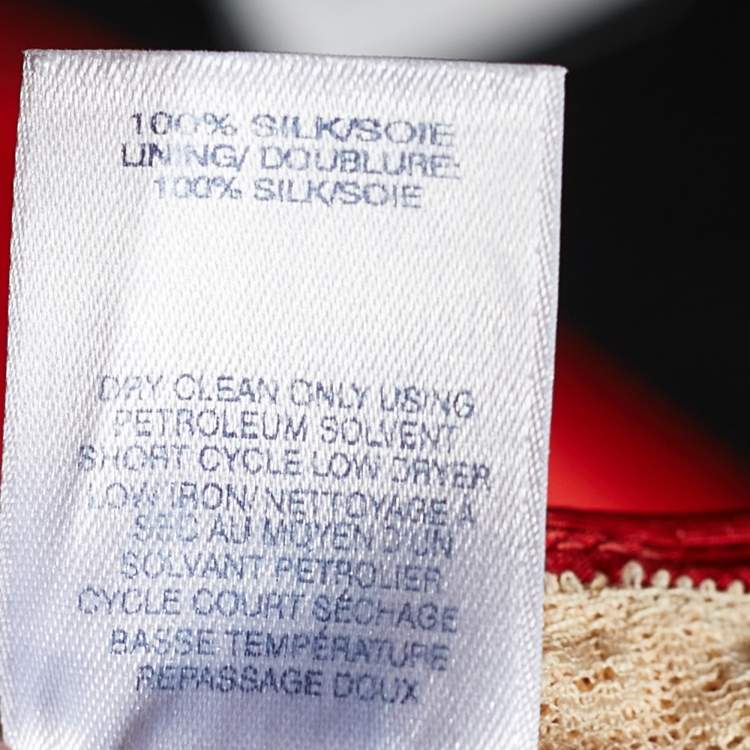 100% SILK/SOIE
LINING/ DOUBLURE:
100% SILK/SOIE
DRY CLEAN ONLY USING
PETROLEUM SOLVENT
SHORT CYCLE LOW DRYER
LOW IRON/ NETTOYAGE À
SEC AU MOYEN D'UN
SOLVANT PETROLIER
CYCLE COURT SÉCHAGE
BASSE TEMPÉRATURE
REPASSAGE DOUX